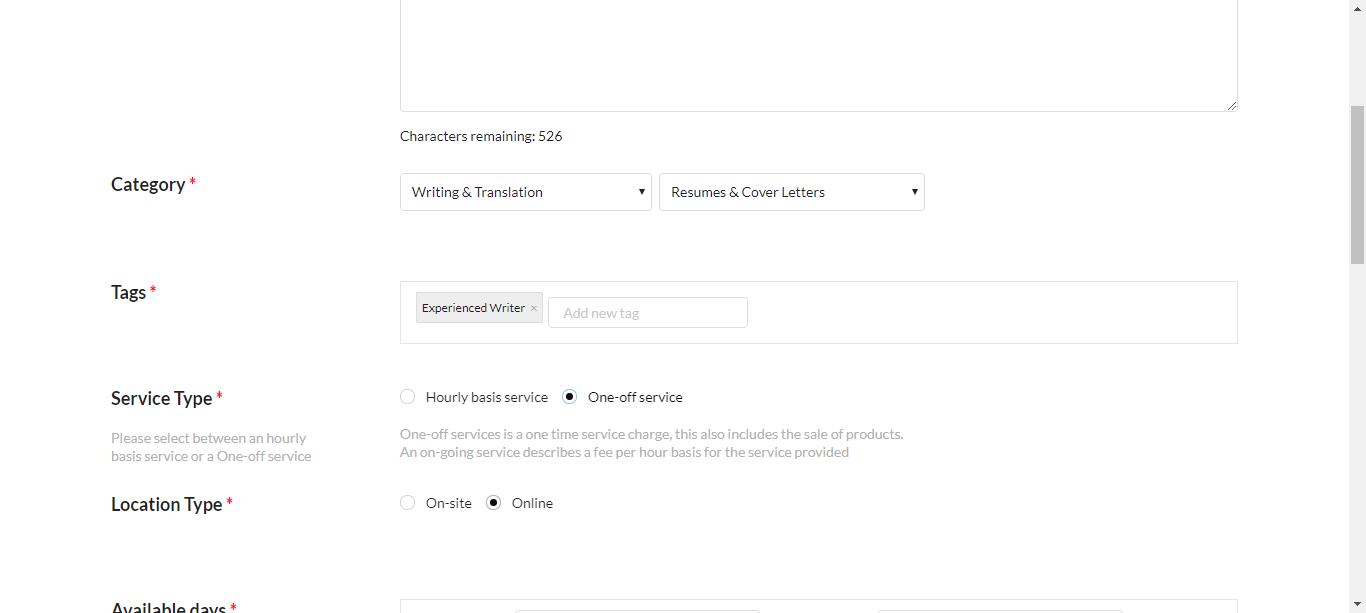 Characters remaining: 526
Category *
Writing & Translation
Resumes & Cover Letters
Tags *
Experienced Writer ×
Add new tag
Service Type *
Hourly basis service
One-off service
Please select between an hourly
basis service or a One-off service
One-off services is a one time service charge, this also includes the sale of products.
An on-going service describes a fee per hour basis for the service provided
Location Type *
On-site
Online
Available days *